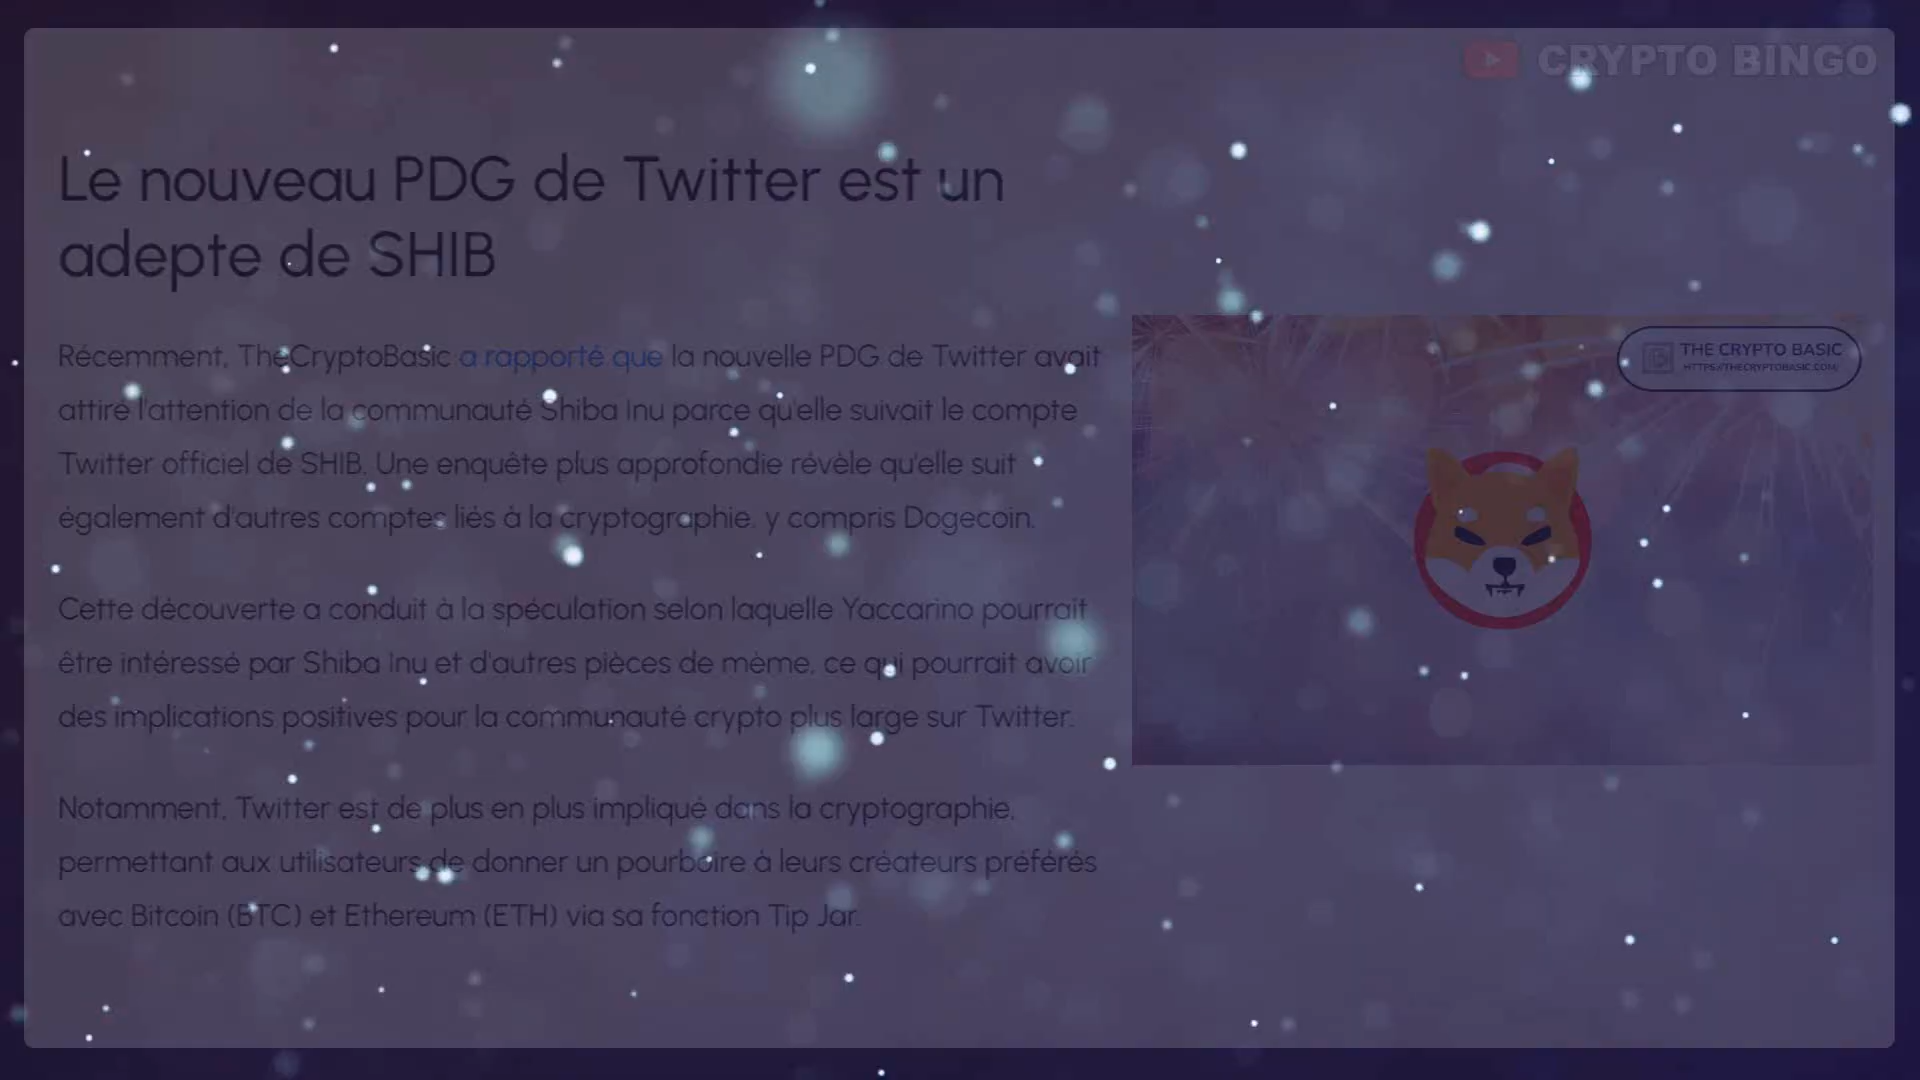 CRYPTO BINGO
Le nouveau PDG de Twitter est un
adepte de SHIB
Récemment, TheCryptoBasic a rapporté que la nouvelle PDG de Twitter avait
attiré l'attention de la communauté Shiba Inu parce qu'elle suivait le compte
Twitter officiel de SHIB. Une enquête plus approfondie révèle qu'elle suit
également d'autres comptes liés à la cryptographie, y compris Dogecoin.
Cette découverte a conduit à la spéculation selon laquelle Yaccarino pourrait
être intéressé par Shiba Inu et d'autres pièces de mème, ce qui pourrait avoir
des implications positives pour la communauté crypto plus large sur Twitter.
Notamment, Twitter est de plus en plus impliqué dans la cryptographie,
permettant aux utilisateurs de donner un pourboire à leurs créateurs préférés
avec Bitcoin (BTC) et Ethereum (ETH) via sa fonction Tip Jar.
THE CRYPTO BASIC
HTTPS://THECRYPTOBASIC.COM/